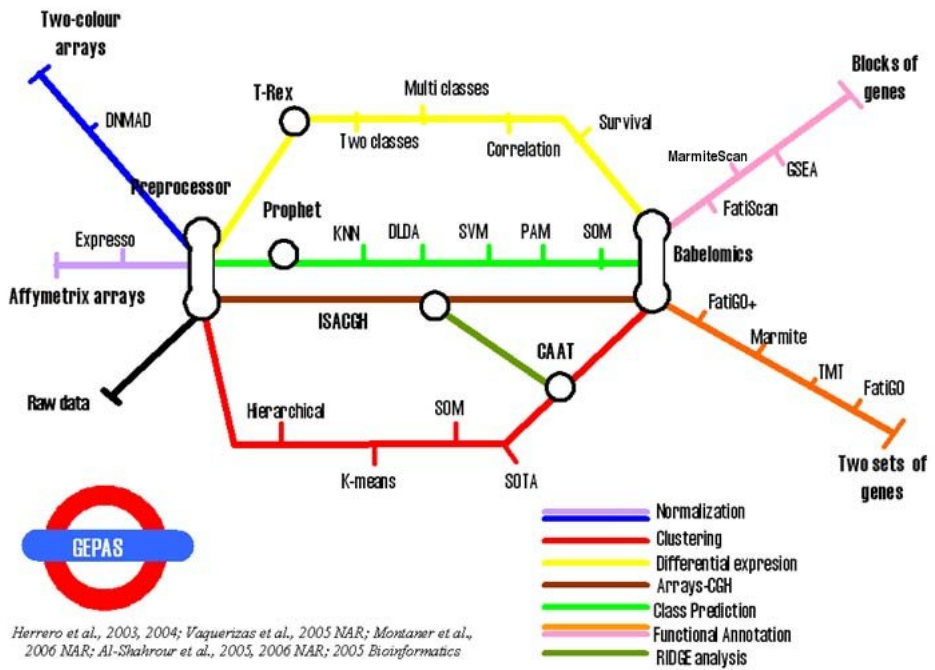 Two-colour
arrays
DNMAD
Preprocessor
Expresso
Affymetrix arrays
Raw data
T-Rex
Two classes
Multi classes
Correlation
Survival
Prophet
KNN
DLDA
SVM
PAM
SOM
Babelomics
ISACGH
CAAT
Hierarchical
K-means
SOM
SOTA
Blocks of
genes
MarmiteScan
GSEA
FatiScan
FatiGO+
Marmite
TMT
FatiGO
Two sets of
genes
GEPAS
Normalization
Clustering
Differential expresion
Arrays-CGH
Class Prediction
Functional Annotation
RIDGE analysis
Herrero et al., 2003, 2004; Vaquerizas et al., 2005 NAR; Montaner et al.,
2006 NAR; Al-Shahrour et al., 2005, 2006 NAR; 2005 Bioinformatics